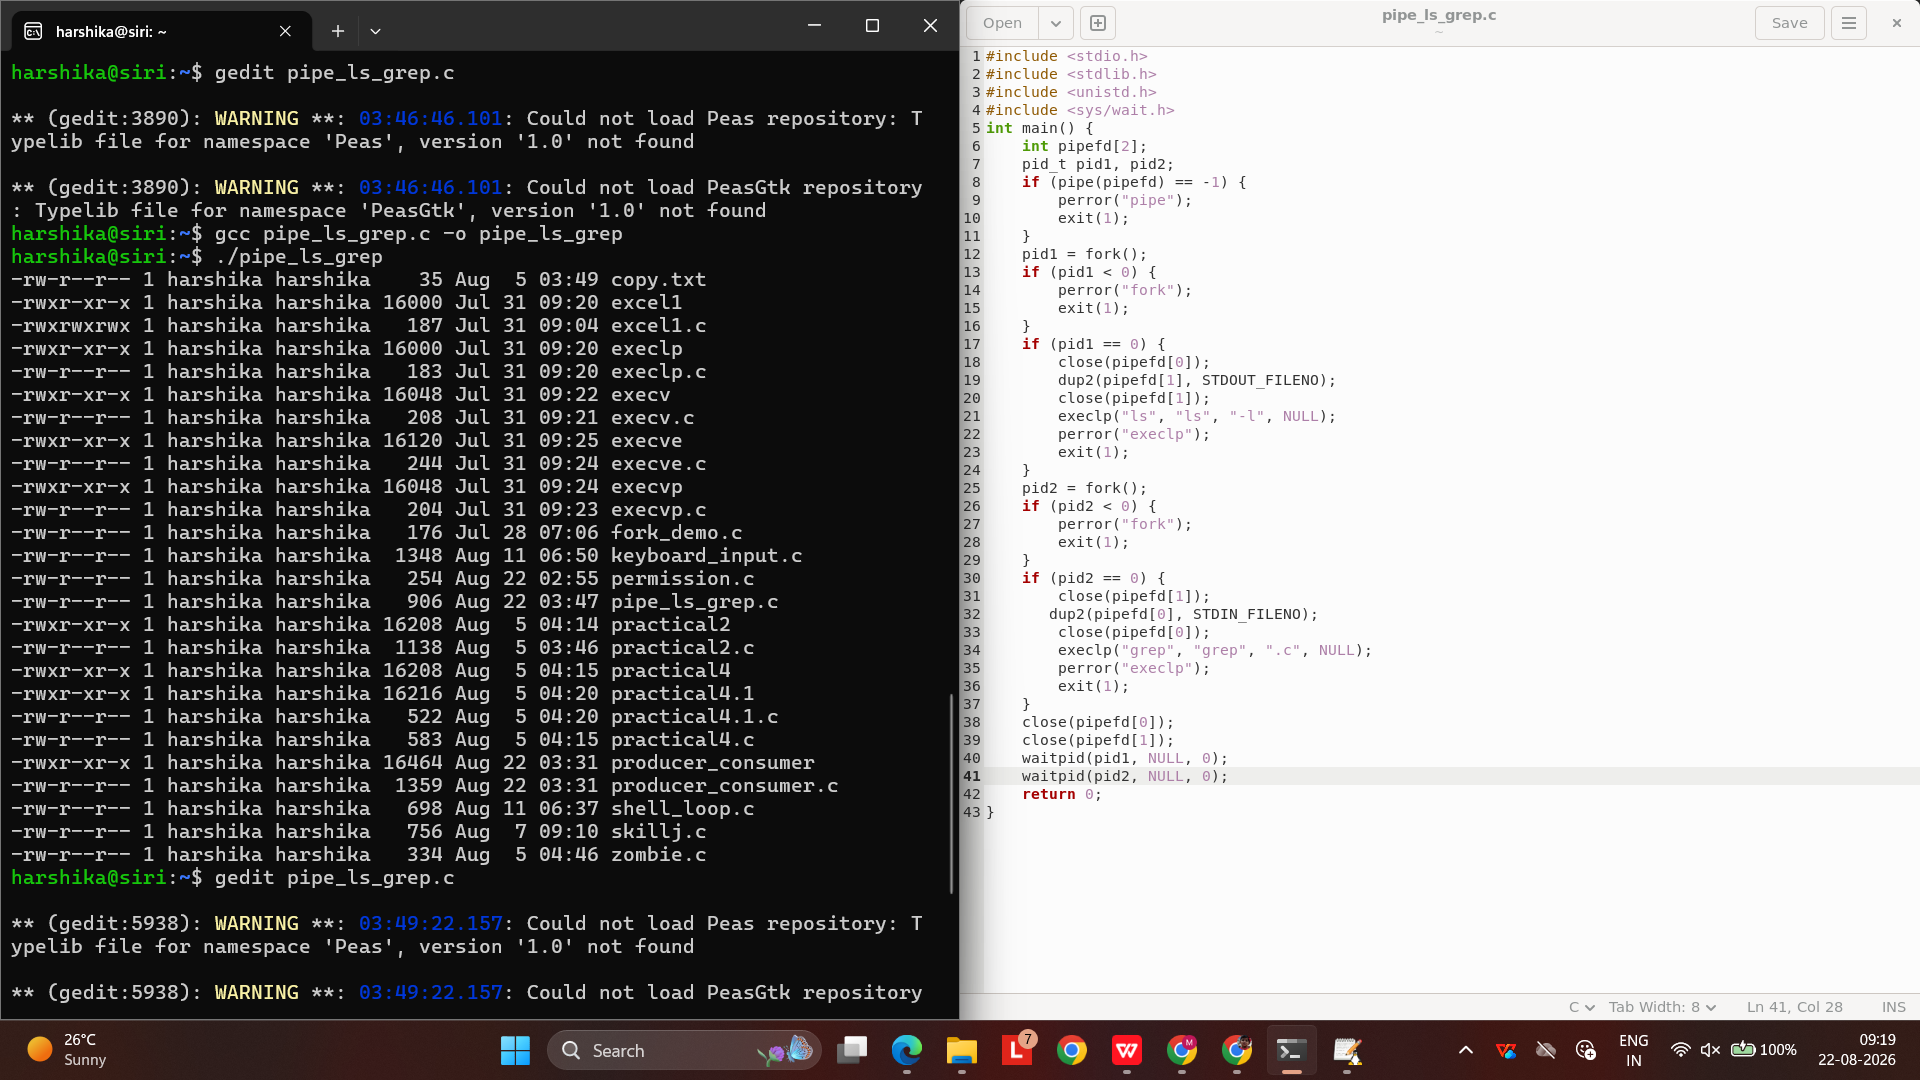 harshika@siri: ~
harshika@siri:~$ gedit pipe_ls_grep.c
** (gedit:3890): WARNING **: 03:46:46.101: Could not load Peas repository: T
ypelib file for namespace 'Peas', version '1.0' not found
** (gedit:3890): WARNING **: 03:46:46.101: Could not load PeasGtk repository
: Typelib file for namespace 'PeasGtk', version '1.0' not found
harshika@siri:~$ gcc pipe_ls_grep.c -o pipe_ls_grep
harshika@siri:~$ ./pipe_ls_grep
-rw-r--r-- 1 harshika harshika    35 Aug  5 03:49 copy.txt
-rwxr-xr-x 1 harshika harshika 16000 Jul 31 09:20 excel1
-rwxrwxrwx 1 harshika harshika   187 Jul 31 09:04 excel1.c
-rwxr-xr-x 1 harshika harshika 16000 Jul 31 09:20 execlp
-rw-r--r-- 1 harshika harshika   183 Jul 31 09:20 execlp.c
-rwxr-xr-x 1 harshika harshika 16048 Jul 31 09:22 execv
-rw-r--r-- 1 harshika harshika   208 Jul 31 09:21 execv.c
-rwxr-xr-x 1 harshika harshika 16120 Jul 31 09:25 execve
-rw-r--r-- 1 harshika harshika   244 Jul 31 09:24 execve.c
-rwxr-xr-x 1 harshika harshika 16048 Jul 31 09:24 execvp
-rw-r--r-- 1 harshika harshika   204 Jul 31 09:23 execvp.c
-rw-r--r-- 1 harshika harshika   176 Jul 28 07:06 fork_demo.c
-rw-r--r-- 1 harshika harshika  1348 Aug 11 06:50 keyboard_input.c
-rw-r--r-- 1 harshika harshika   254 Aug 22 02:55 permission.c
-rw-r--r-- 1 harshika harshika   906 Aug 22 03:47 pipe_ls_grep.c
-rwxr-xr-x 1 harshika harshika 16208 Aug  5 04:14 practical2
-rw-r--r-- 1 harshika harshika  1138 Aug  5 03:46 practical2.c
-rwxr-xr-x 1 harshika harshika 16208 Aug  5 04:15 practical4
-rwxr-xr-x 1 harshika harshika 16216 Aug  5 04:20 practical4.1
-rw-r--r-- 1 harshika harshika   522 Aug  5 04:20 practical4.1.c
-rw-r--r-- 1 harshika harshika   583 Aug  5 04:15 practical4.c
-rwxr-xr-x 1 harshika harshika 16464 Aug 22 03:31 producer_consumer
-rw-r--r-- 1 harshika harshika  1359 Aug 22 03:31 producer_consumer.c
-rw-r--r-- 1 harshika harshika   698 Aug 11 06:37 shell_loop.c
-rw-r--r-- 1 harshika harshika   756 Aug  7 09:10 skillj.c
-rw-r--r-- 1 harshika harshika   334 Aug  5 04:46 zombie.c
harshika@siri:~$ gedit pipe_ls_grep.c
** (gedit:5938): WARNING **: 03:49:22.157: Could not load Peas repository: T
ypelib file for namespace 'Peas', version '1.0' not found
** (gedit:5938): WARNING **: 03:49:22.157: Could not load PeasGtk repository
Open
pipe_ls_grep.c
~
Save
1 #include <stdio.h>
2 #include <stdlib.h>
3 #include <unistd.h>
4 #include <sys/wait.h>
5 int main() {
6     int pipefd[2];
7     pid_t pid1, pid2;
8     if (pipe(pipefd) == -1) {
9         perror("pipe");
10         exit(1);
11     }
12     pid1 = fork();
13     if (pid1 < 0) {
14         perror("fork");
15         exit(1);
16     }
17     if (pid1 == 0) {
18         close(pipefd[0]);
19         dup2(pipefd[1], STDOUT_FILENO);
20         close(pipefd[1]);
21         execlp("ls", "ls", "-l", NULL);
22         perror("execlp");
23         exit(1);
24     }
25     pid2 = fork();
26     if (pid2 < 0) {
27         perror("fork");
28         exit(1);
29     }
30     if (pid2 == 0) {
31         close(pipefd[1]);
32        dup2(pipefd[0], STDIN_FILENO);
33         close(pipefd[0]);
34         execlp("grep", "grep", ".c", NULL);
35         perror("execlp");
36         exit(1);
37     }
38     close(pipefd[0]);
39     close(pipefd[1]);
40     waitpid(pid1, NULL, 0);
41     waitpid(pid2, NULL, 0);
42     return 0;
43 }
C   Tab Width: 8   Ln 41, Col 28   INS
26°C
Sunny
Search
L
7
M
ENG
IN
100%
09:19
22-08-2026